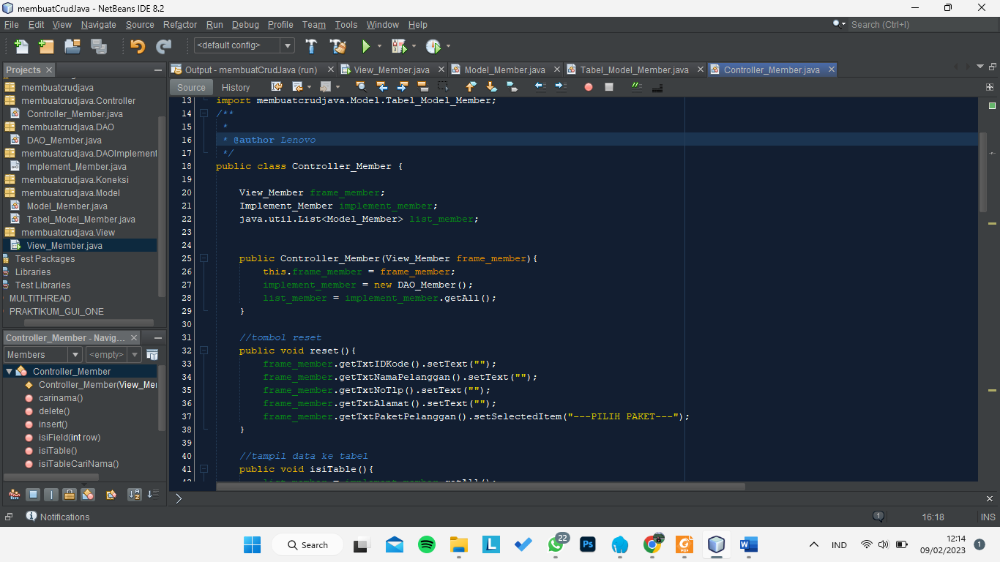 membuatCrudJava - NetBeans IDE 8.2
File Edit View Navigate Source Refactor Run Debug Profile Team Tools Window Help
Search (Ctrl+I)
<default config>
Projects
Output - membuatCrudJava (run)
View_Member.java
Model_Member.java
Tabel_Model_Member.java
Controller_Member.java
Source History
membuatcrudjava
membuatcrudjava.Controller
Controller_Member.java
membuatcrudjava.DAO
DAO_Member.java
membuatcrudjava.DAOImplement
Implement_Member.java
membuatcrudjava.Koneksi
membuatcrudjava.Model
Model_Member.java
Tabel_Model_Member.java
membuatcrudjava.View
View_Member.java
Test Packages
Libraries
Test Libraries
MULTITHREAD
PRAKTIKUM_GUI_ONE
Controller_Member - Navig...
Members <empty>
Controller_Member
Controller_Member(View_Mer
carinama()
delete()
insert()
isiField(int row)
isiTable()
isiTableCariNama()
13 import membuatcrudjava.Model.Tabel_Model_Member;
14 /**
15 *
16 * @author Lenovo
17 */
18 public class Controller_Member {
19
20 View_Member frame_member;
21 Implement_Member implement_member;
22 java.util.List<Model_Member> list_member;
23
24
25 public Controller_Member(View_Member frame_member){
26 this.frame_member = frame_member;
27 implement_member = new DAO_Member();
28 list_member = implement_member.getAll();
29 }
30
31 //tombol reset
32 public void reset(){
33 frame_member.getTxtIDKode().setText("");
34 frame_member.getTxtNamaPelanggan().setText("");
35 frame_member.getTxtNoTlp().setText("");
36 frame_member.getTxtAlamat().setText("");
37 frame_member.getTxtPaketPelanggan().setSelectedItem("---PILIH PAKET---");
38 }
39
40 //tampil data ke tabel
41 public void isiTable(){
42 list_member = implement_member.getAll();
Notifications
1
16:18
INS
Search
22
Ps
IND
12:14
09/02/2023
1